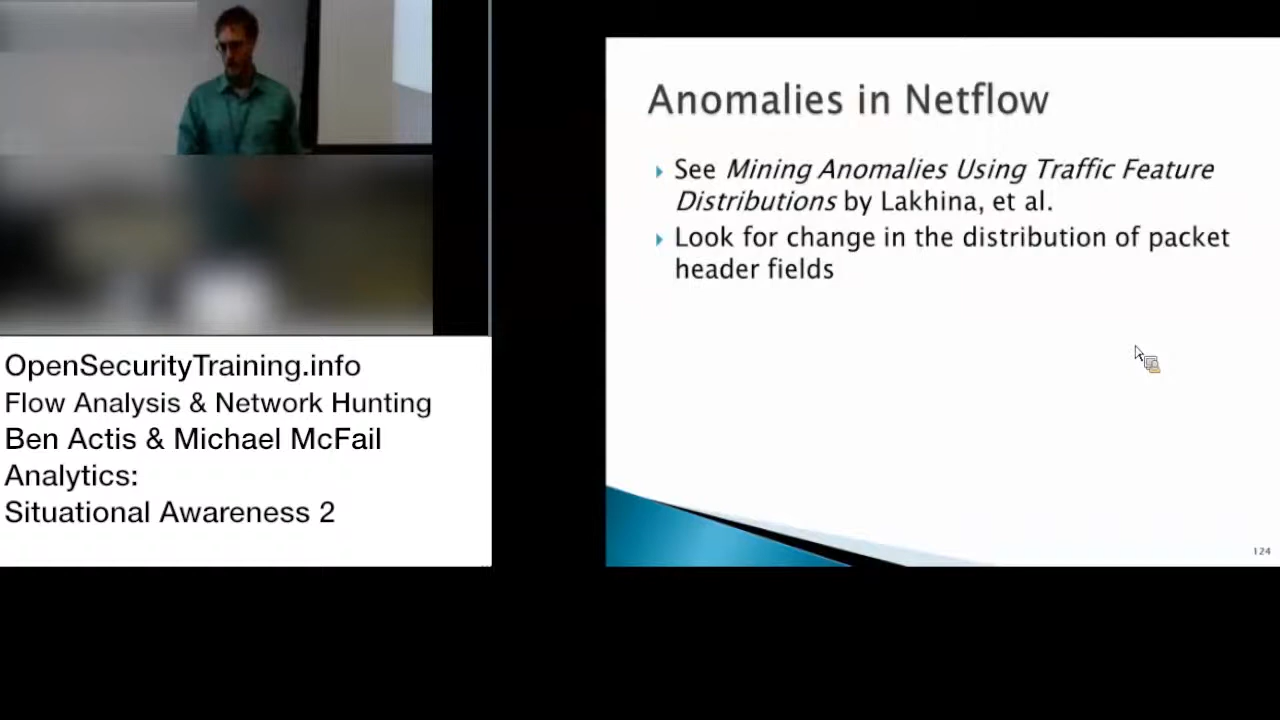 Anomalies in Netflow
See Mining Anomalies Using Traffic Feature
Distributions by Lakhina, et al.
Look for change in the distribution of packet
header fields
OpenSecurityTraining.info
Flow Analysis & Network Hunting
Ben Actis & Michael McFail
Analytics:
Situational Awareness 2
124